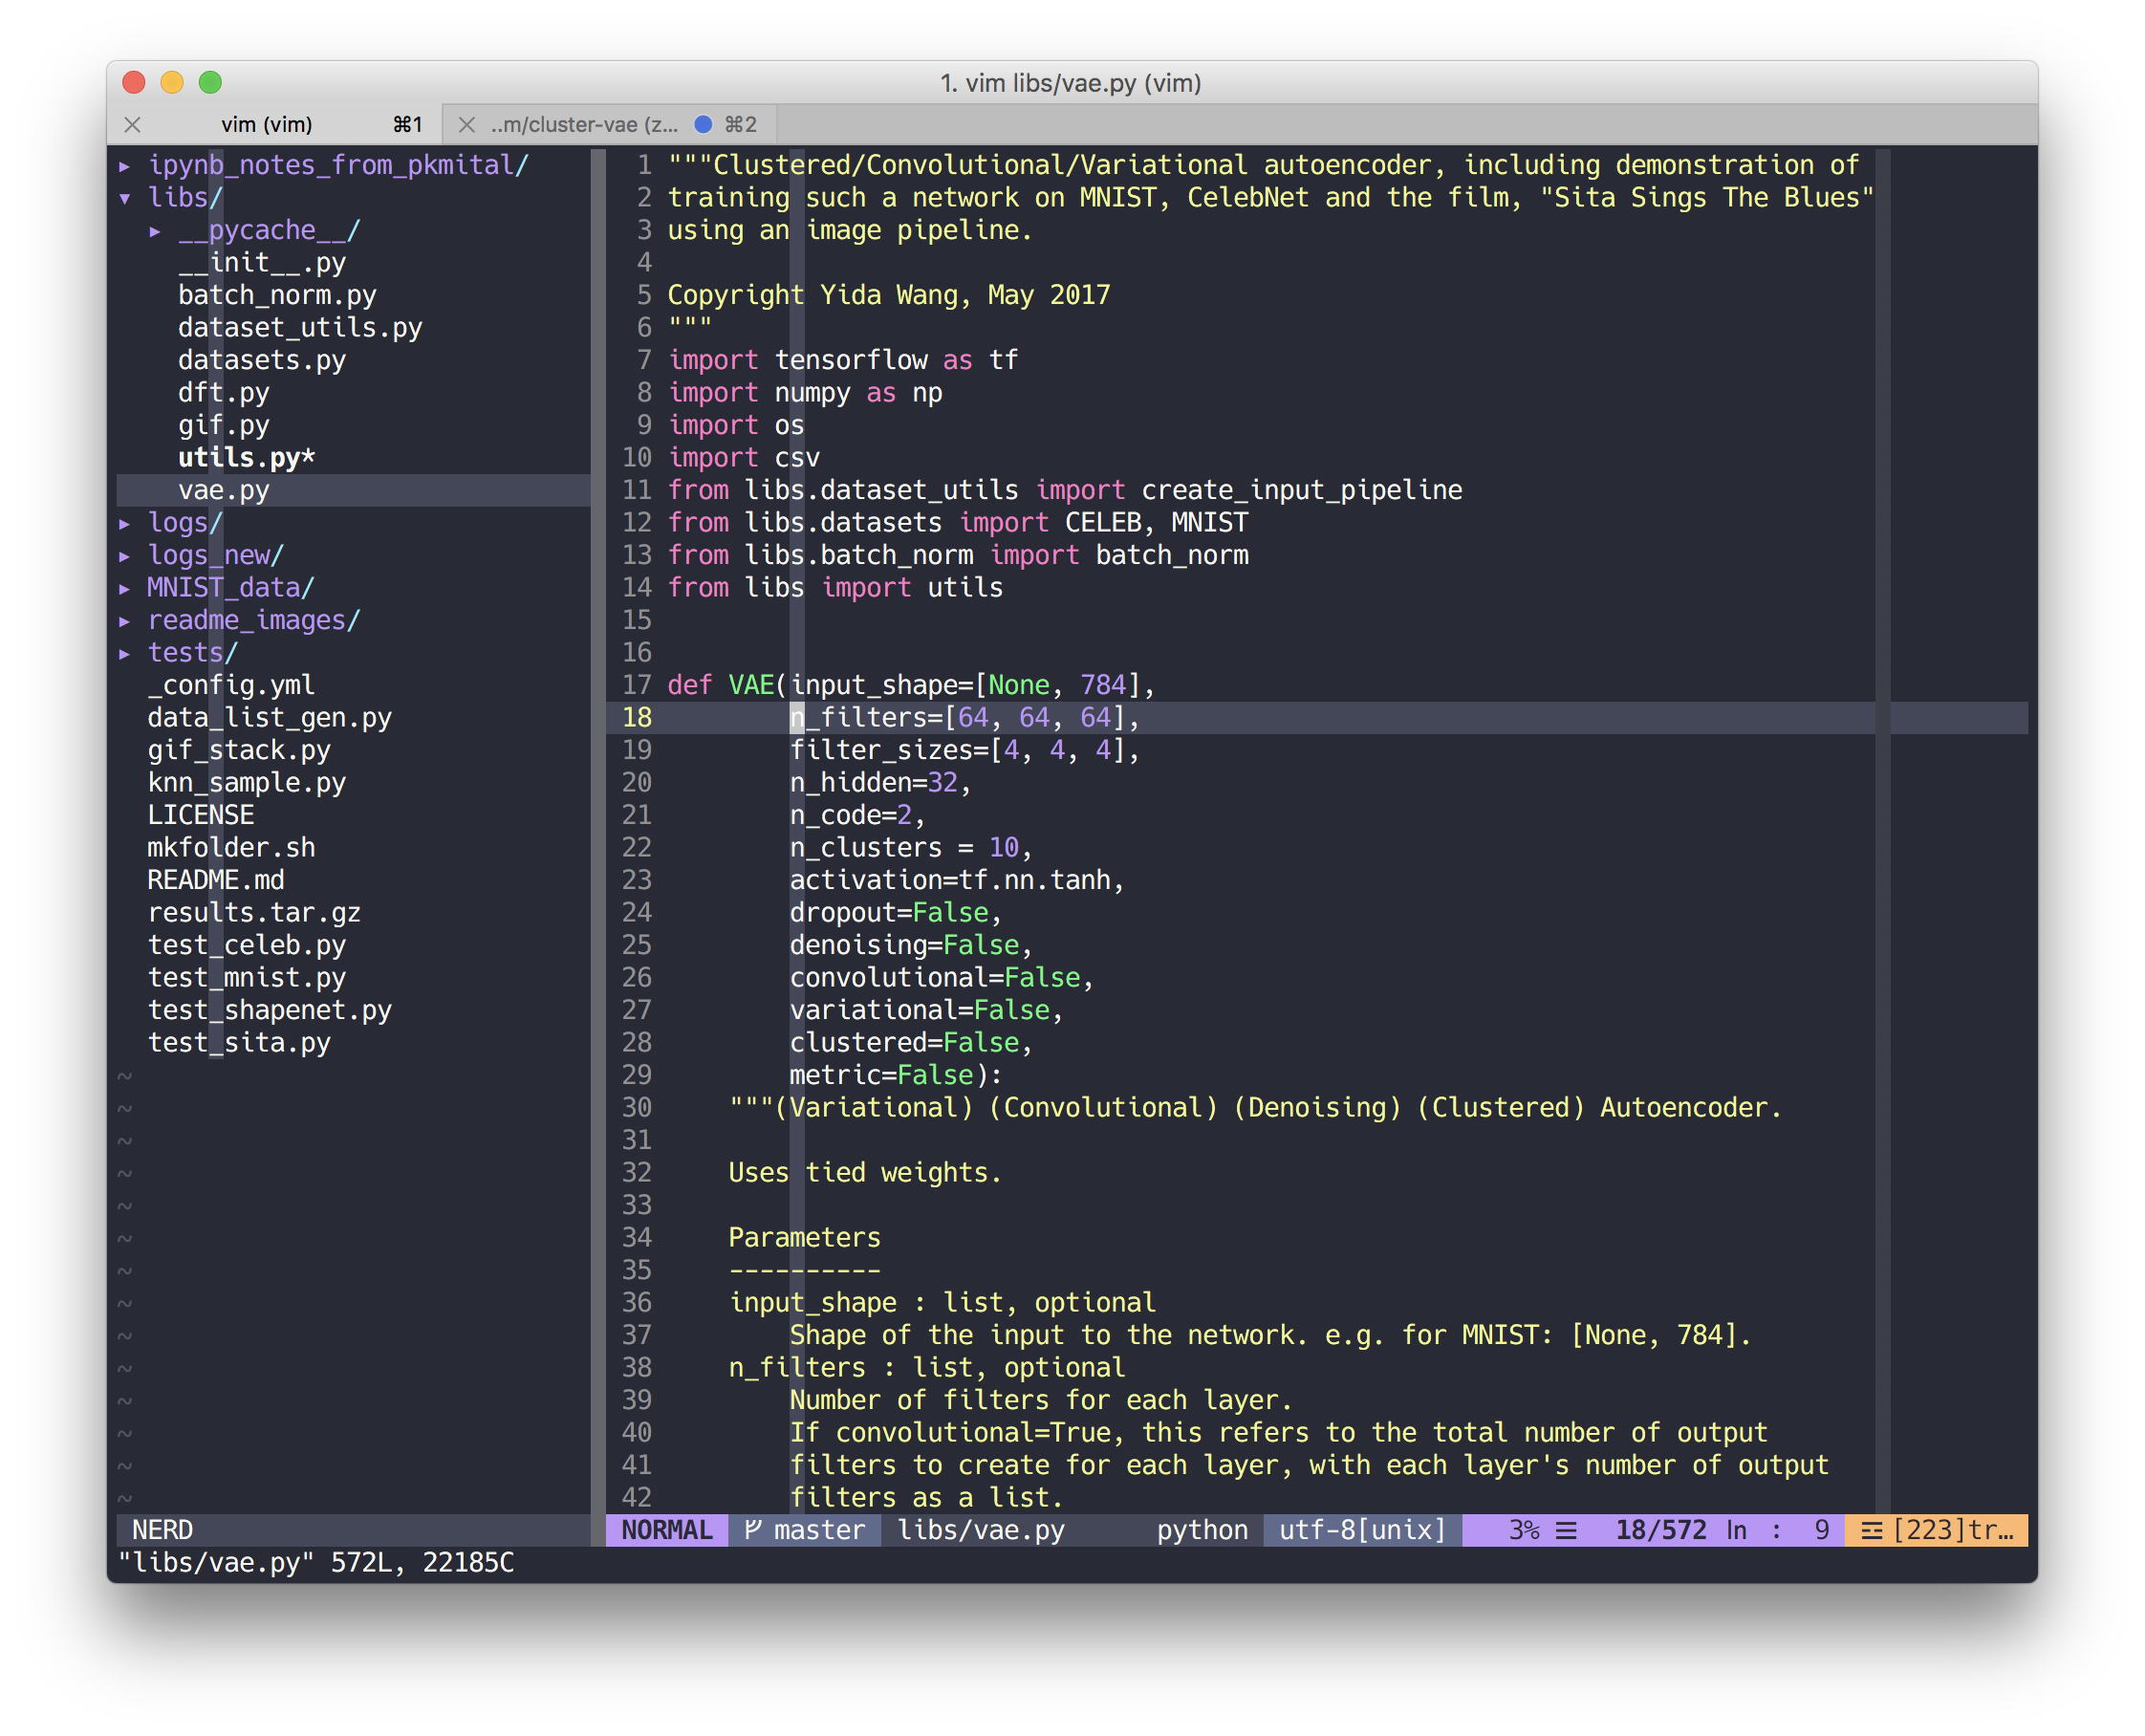 1. vim libs/vae.py (vim)
vim (vim) ⌘1 ..m/cluster-vae (z... ⌘2
▸ ipynb_notes_from_pkmital/
▾ libs/
▸ __pycache__/
__init__.py
batch_norm.py
dataset_utils.py
datasets.py
dft.py
gif.py
utils.py*
vae.py
▸ logs/
▸ logs_new/
▸ MNIST_data/
▸ readme_images/
▸ tests/
_config.yml
data_list_gen.py
gif_stack.py
knn_sample.py
LICENSE
mkfolder.sh
README.md
results.tar.gz
test_celeb.py
test_mnist.py
test_shapenet.py
test_sita.py
~
~
~
~
~
~
~
~
~
~
~
~
~
~
1 """Clustered/Convolutional/Variational autoencoder, including demonstration of
2 training such a network on MNIST, CelebNet and the film, "Sita Sings The Blues"
3 using an image pipeline.
4
5 Copyright Yida Wang, May 2017
6 """
7 import tensorflow as tf
8 import numpy as np
9 import os
10 import csv
11 from libs.dataset_utils import create_input_pipeline
12 from libs.datasets import CELEB, MNIST
13 from libs.batch_norm import batch_norm
14 from libs import utils
15
16
17 def VAE(input_shape=[None, 784],
18         n_filters=[64, 64, 64],
19         filter_sizes=[4, 4, 4],
20         n_hidden=32,
21         n_code=2,
22         n_clusters = 10,
23         activation=tf.nn.tanh,
24         dropout=False,
25         denoising=False,
26         convolutional=False,
27         variational=False,
28         clustered=False,
29         metric=False):
30     """(Variational) (Convolutional) (Denoising) (Clustered) Autoencoder.
31
32     Uses tied weights.
33
34     Parameters
35     ----------
36     input_shape : list, optional
37         Shape of the input to the network. e.g. for MNIST: [None, 784].
38     n_filters : list, optional
39         Number of filters for each layer.
40         If convolutional=True, this refers to the total number of output
41         filters to create for each layer, with each layer's number of output
42         filters as a list.
NERD
NORMAL master libs/vae.py python utf-8[unix] 3% ☰ 18/572 ln : 9 ☲ [223]tr…
"libs/vae.py" 572L, 22185C